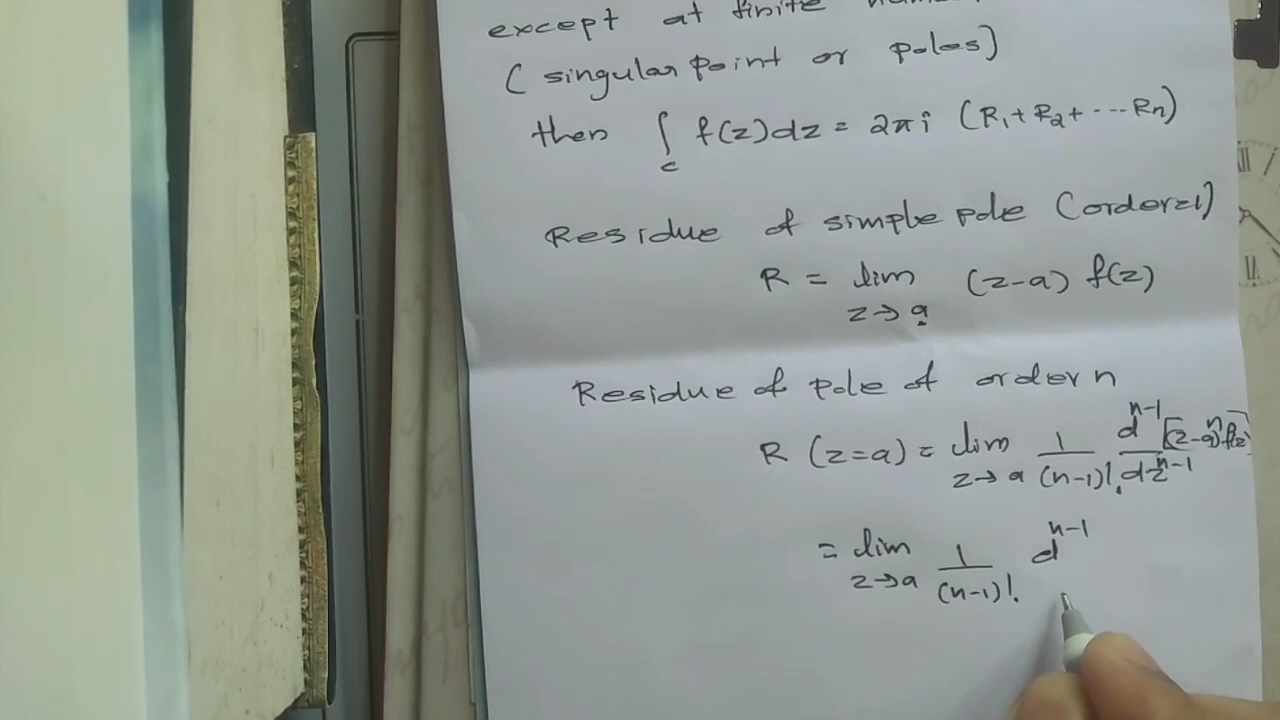 except at finite
( singular point or poles)
then ∫c f(z)dz = 2πi (R1+R2+ ---Rn)
Residue of simple pole (order=1)
R = lim z→a (z-a) f(z)
Residue of pole of order n
R (z=a) = lim z→a 1/(n-1)! d^n-1/dz^n-1 [(z-a)^n f(z)]
= lim z→a 1/(n-1)! d^n-1